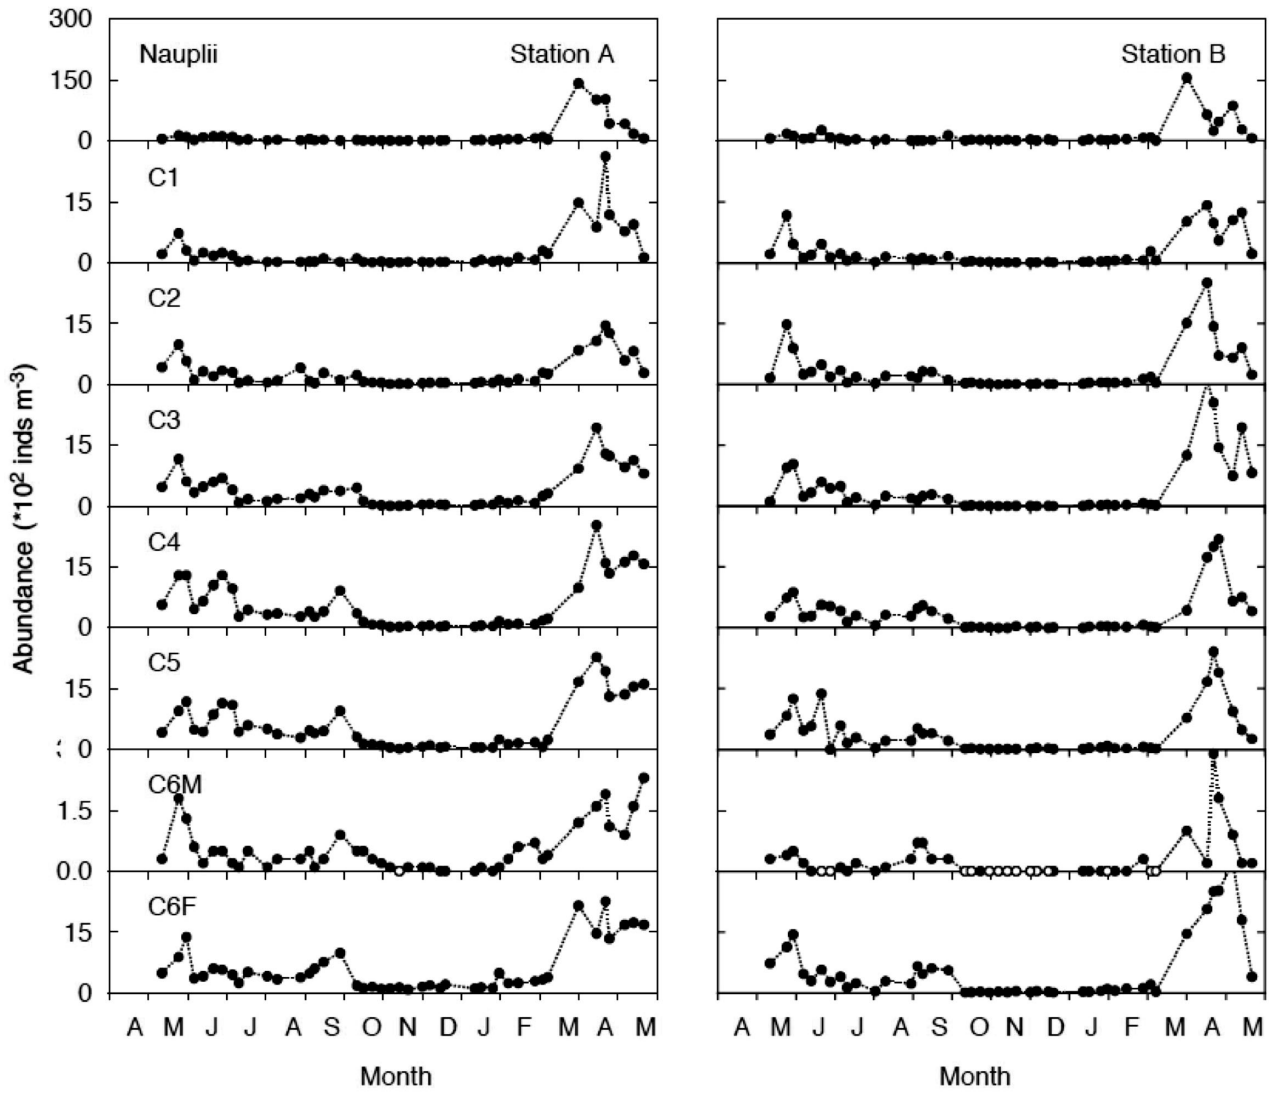 300
Nauplii Station A Station B
150
0
C1
15
0
C2
15
0
C3
15
0
C4
15
0
C5
15
0
C6M
1.5
0.0
C6F
15
0
Abundance (*10² inds m⁻³)
A M J J A S O N D J F M A M A M J J A S O N D J F M A M
Month Month